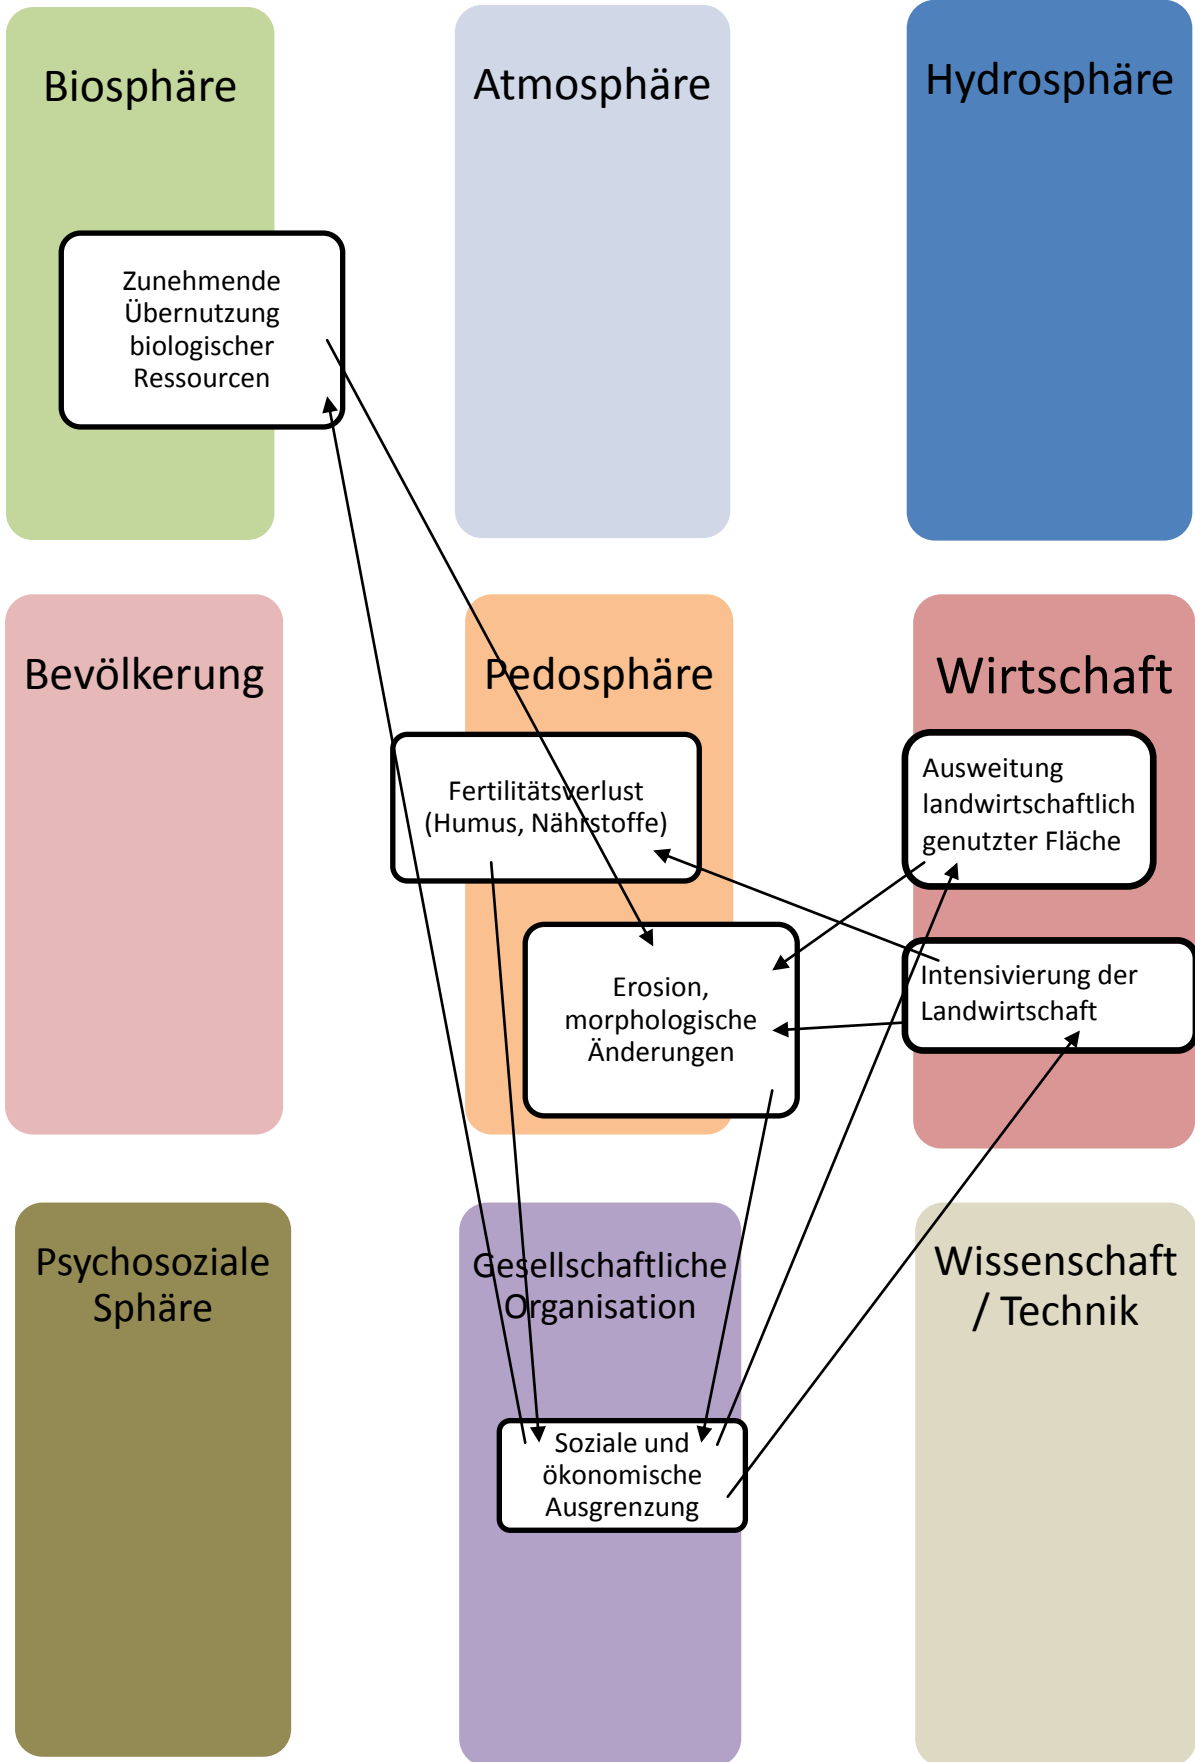 Biosphäre
Atmosphäre
Hydrosphäre
Zunehmende
Übernutzung
biologischer
Ressourcen
Bevölkerung
Pedosphäre
Wirtschaft
Fertilitätsverlust
(Humus, Nährstoffe)
Ausweitung
landwirtschaftlich
genutzter Fläche
Erosion,
morphologische
Änderungen
Intensivierung der
Landwirtschaft
Psychosoziale
Sphäre
Gesellschaftliche
Organisation
Wissenschaft
/ Technik
Soziale und
ökonomische
Ausgrenzung